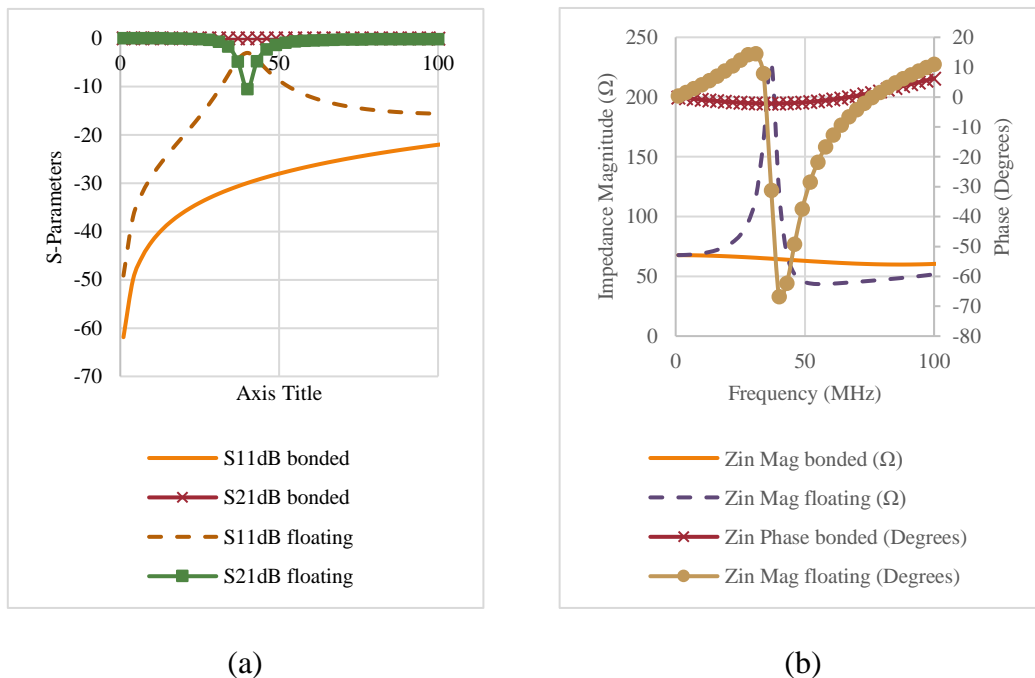 0
-10
-20
-30
-40
-50
-60
-70
0 50 100
S-Parameters
Axis Title
S11dB bonded
S21dB bonded
S11dB floating
S21dB floating
(a)
250
200
150
100
50
0
20
10
0
-10
-20
-30
-40
-50
-60
-70
-80
0 50 100
Impedance Magnitude (Ω)
Phase (Degrees)
Frequency (MHz)
Zin Mag bonded (Ω)
Zin Mag floating (Ω)
Zin Phase bonded (Degrees)
Zin Mag floating (Degrees)
(b)